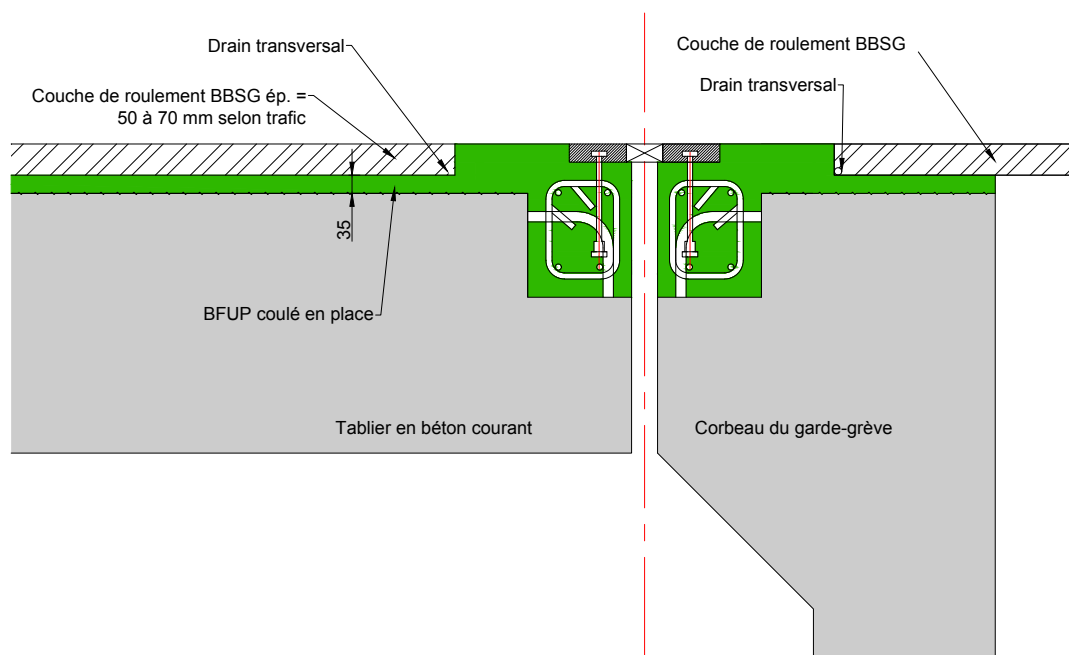 Drain transversal
Couche de roulement BBSG
Drain transversal
Couche de roulement BBSG ép. =
50 à 70 mm selon trafic
35
BFUP coulé en place
Tablier en béton courant
Corbeau du garde-grève